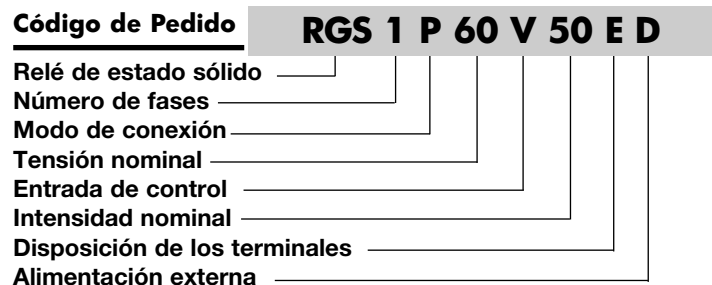 Código de Pedido RGS 1 P 60 V 50 E D
Relé de estado sólido
Número de fases
Modo de conexión
Tensión nominal
Entrada de control
Intensidad nominal
Disposición de los terminales
Alimentación externa